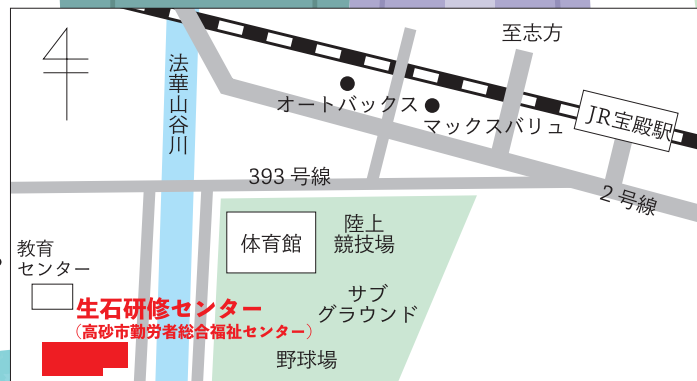 至志方
法華山谷川
オートバックス
マックスバリュ
JR宝殿駅
393 号線
2 号線
体育館
陸上
競技場
教育
センター
サブ
グラウンド
生石研修センター
（高砂市勤労者総合福祉センター）
野球場